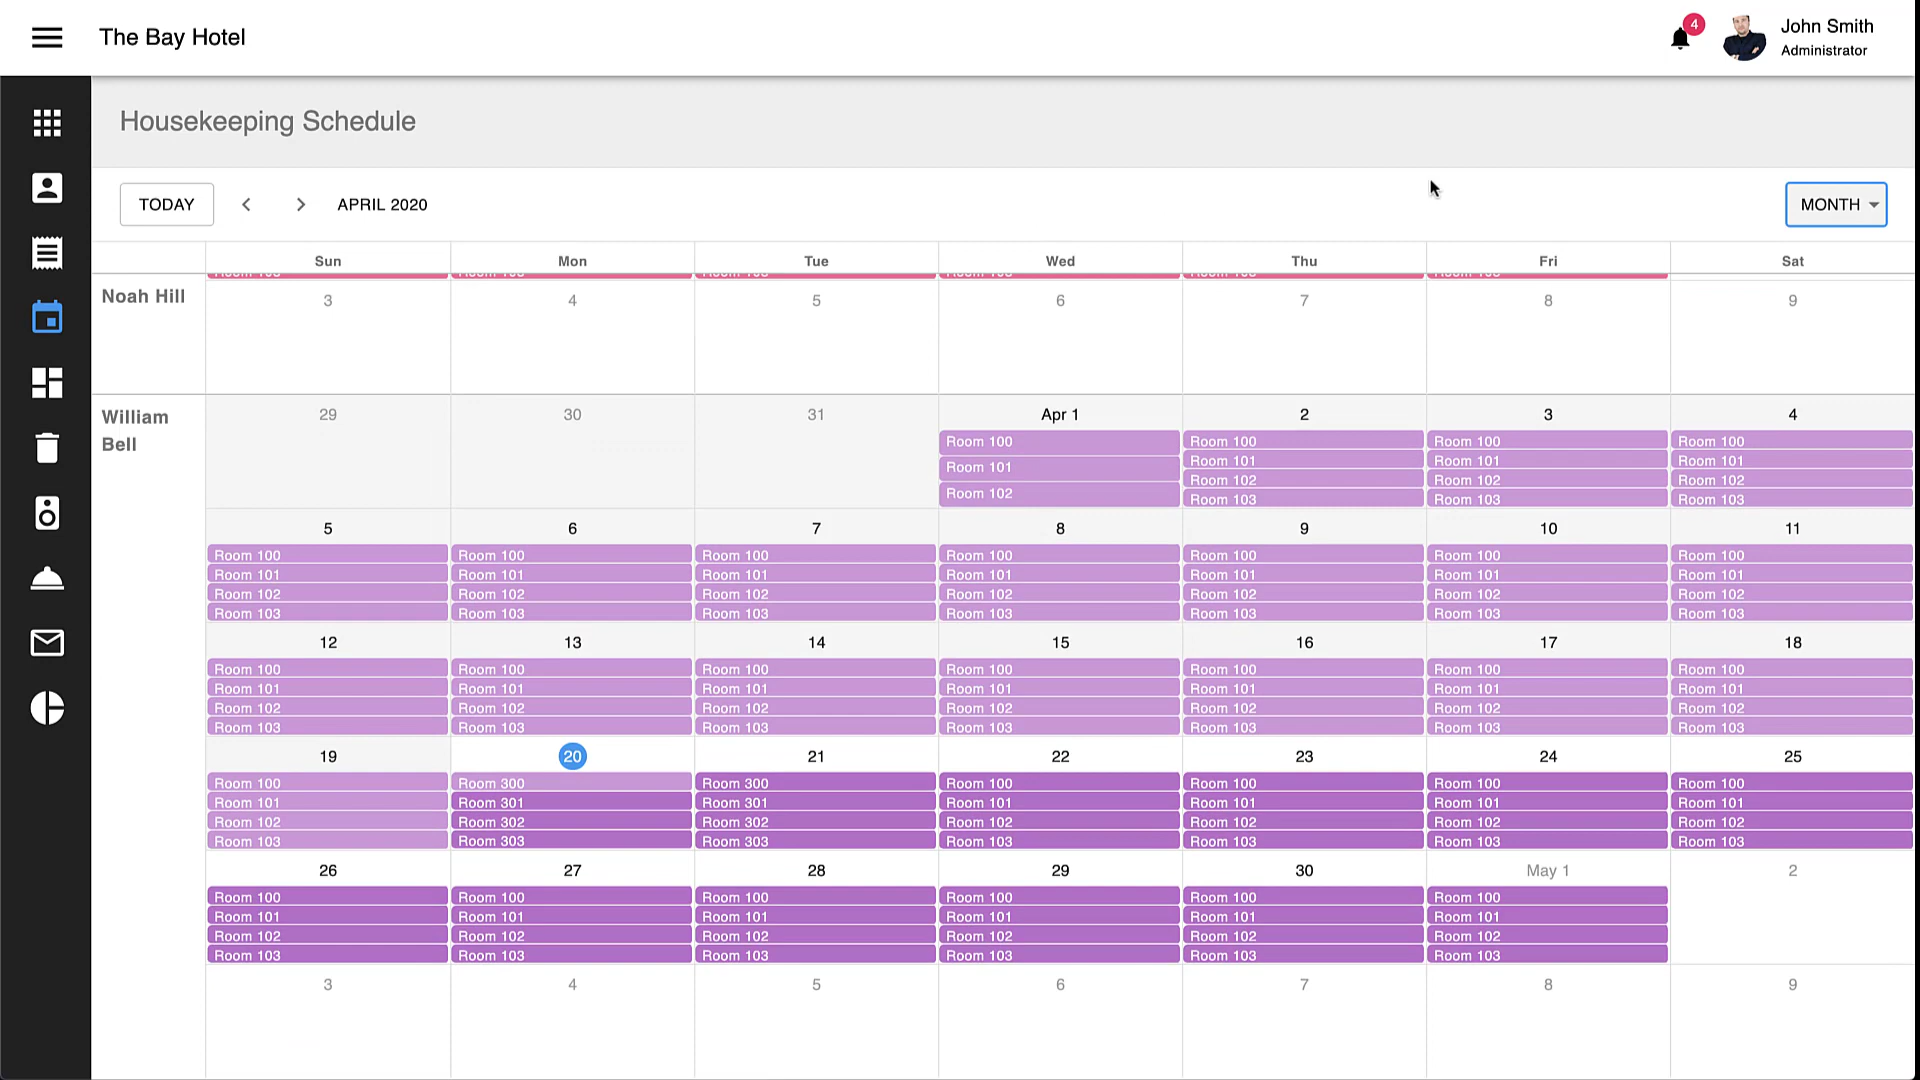 The Bay Hotel
4
John Smith
Administrator
Housekeeping Schedule
TODAY
APRIL 2020
MONTH
Sun Mon Tue Wed Thu Fri Sat
Noah Hill
3 4 5 6 7 8 9
William
Bell
29 30 31 Apr 1 2 3 4
Room 100 Room 100 Room 100 Room 100
Room 101 Room 101 Room 101 Room 101
Room 102 Room 102 Room 102 Room 102
Room 103 Room 103 Room 103
5 6 7 8 9 10 11
Room 100 Room 100 Room 100 Room 100 Room 100 Room 100 Room 100
Room 101 Room 101 Room 101 Room 101 Room 101 Room 101 Room 101
Room 102 Room 102 Room 102 Room 102 Room 102 Room 102 Room 102
Room 103 Room 103 Room 103 Room 103 Room 103 Room 103 Room 103
12 13 14 15 16 17 18
Room 100 Room 100 Room 100 Room 100 Room 100 Room 100 Room 100
Room 101 Room 101 Room 101 Room 101 Room 101 Room 101 Room 101
Room 102 Room 102 Room 102 Room 102 Room 102 Room 102 Room 102
Room 103 Room 103 Room 103 Room 103 Room 103 Room 103 Room 103
19 20 21 22 23 24 25
Room 100 Room 300 Room 300 Room 100 Room 100 Room 100 Room 100
Room 101 Room 301 Room 301 Room 101 Room 101 Room 101 Room 101
Room 102 Room 302 Room 302 Room 102 Room 102 Room 102 Room 102
Room 103 Room 303 Room 303 Room 103 Room 103 Room 103 Room 103
26 27 28 29 30 May 1 2
Room 100 Room 100 Room 100 Room 100 Room 100 Room 100
Room 101 Room 101 Room 101 Room 101 Room 101 Room 101
Room 102 Room 102 Room 102 Room 102 Room 102 Room 102
Room 103 Room 103 Room 103 Room 103 Room 103 Room 103
3 4 5 6 7 8 9